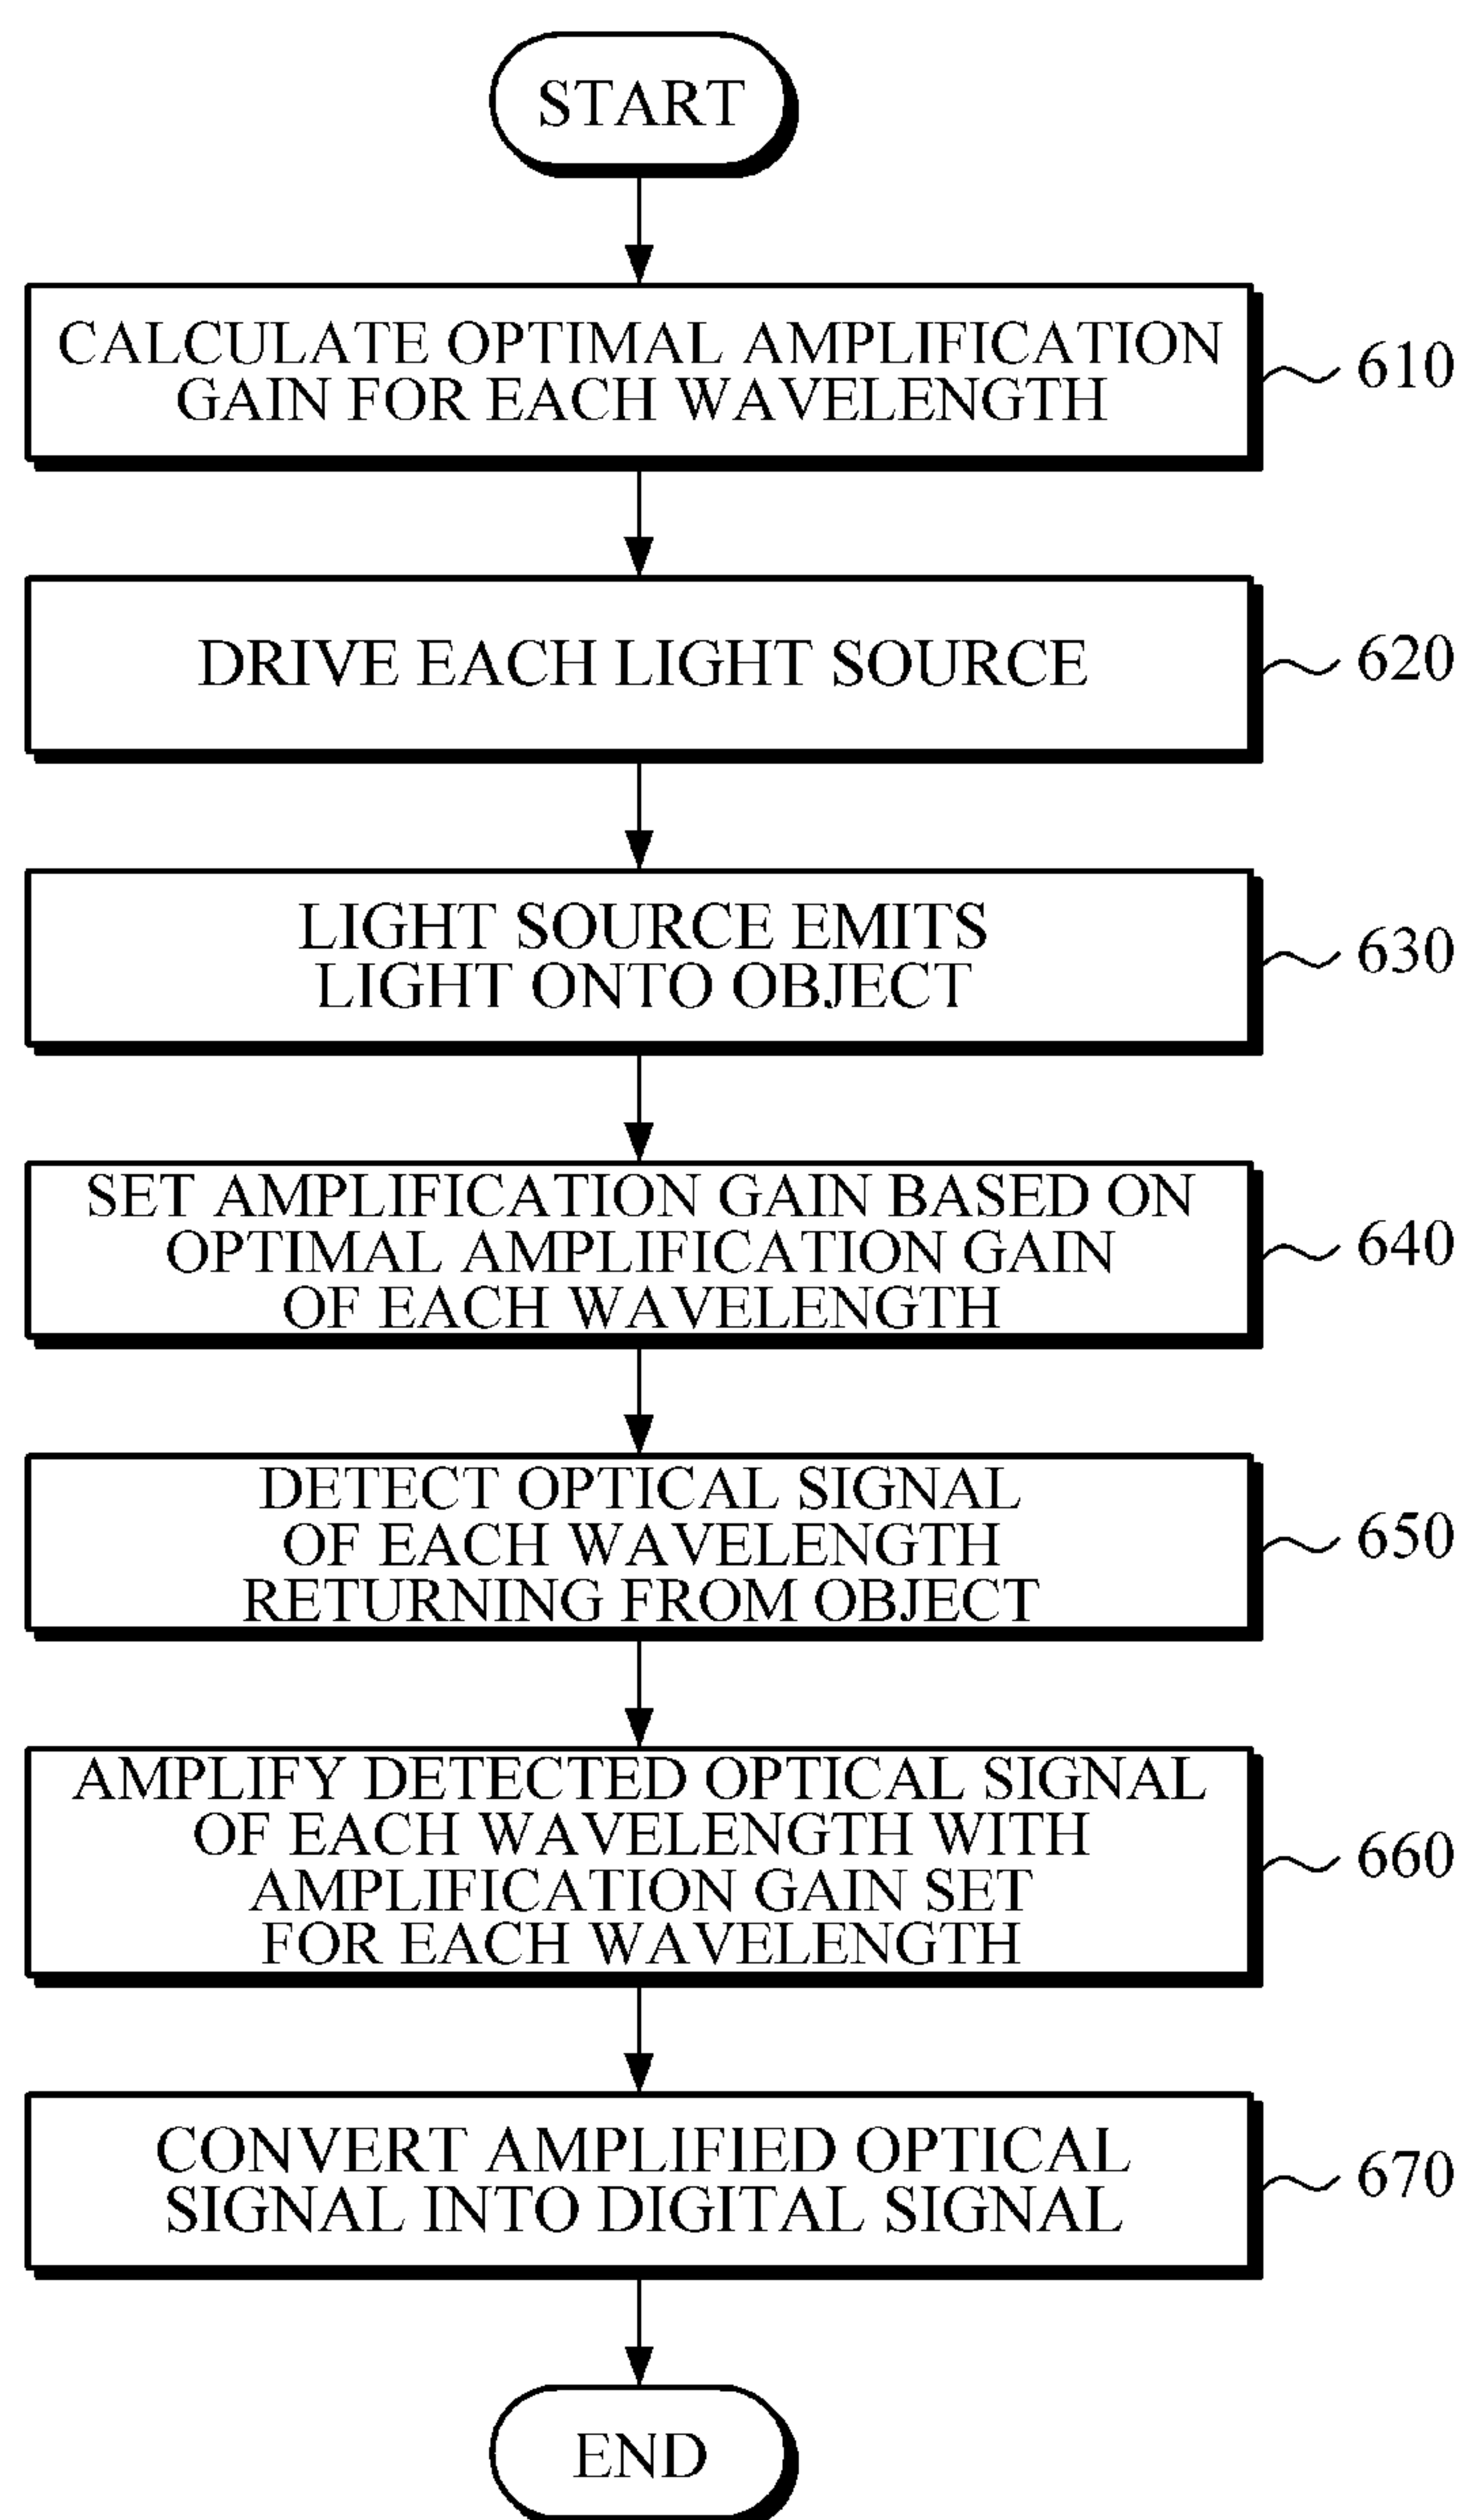 START
CALCULATE OPTIMAL AMPLIFICATION
GAIN FOR EACH WAVELENGTH
610
DRIVE EACH LIGHT SOURCE
620
LIGHT SOURCE EMITS
LIGHT ONTO OBJECT
630
SET AMPLIFICATION GAIN BASED ON
OPTIMAL AMPLIFICATION GAIN
OF EACH WAVELENGTH
640
DETECT OPTICAL SIGNAL
OF EACH WAVELENGTH
RETURNING FROM OBJECT
650
AMPLIFY DETECTED OPTICAL SIGNAL
OF EACH WAVELENGTH WITH
AMPLIFICATION GAIN SET
FOR EACH WAVELENGTH
660
CONVERT AMPLIFIED OPTICAL
SIGNAL INTO DIGITAL SIGNAL
670
END